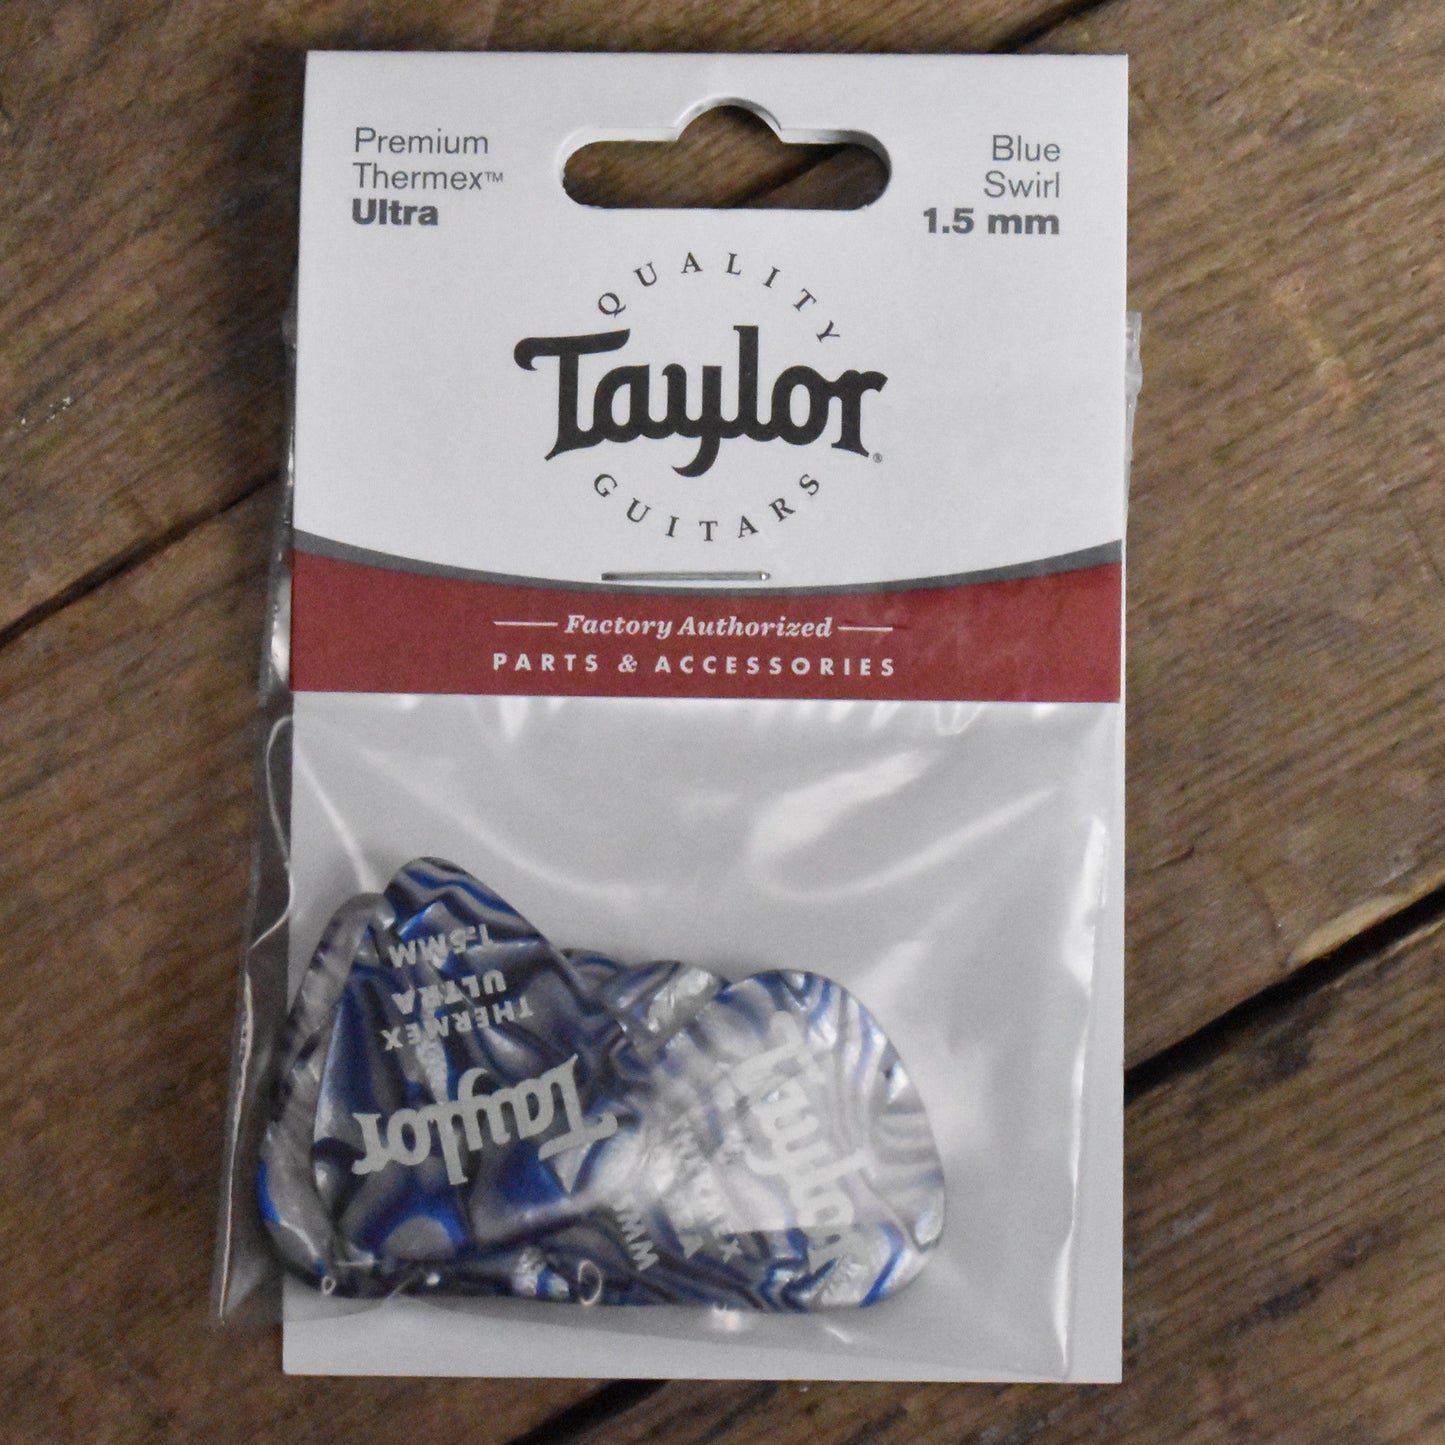 Premium
Thermex™
Ultra
Blue
Swirl
1.5 mm
QUALITY
Taylor®
GUITARS
Factory Authorized
PARTS & ACCESSORIES
1.5MM
ULTRA
THERMEX
Taylor
Taylor